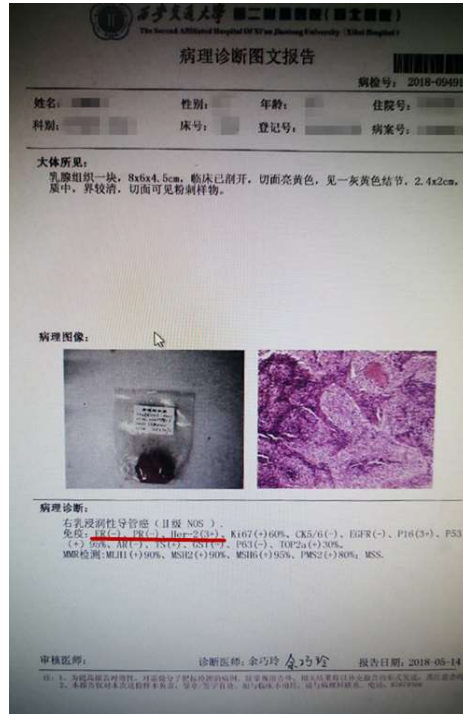 西安交通大学 第二附属医院(西北医院)
The Second Affiliated Hospital Of Xi'an Jiaotong University (Xibei Hospital)
病理诊断图文报告
病检号: 2018-09491
姓名: 性别: 年龄: 住院号:
科别: 床号: 登记号: 病案号:
大体所见:
乳腺组织一块, 8x6x4.5cm, 临床已剖开, 切面亮黄色, 见一灰黄色结节, 2.4x2cm,
质中, 界较清, 切面可见粉刺样物。
病理图像:
病理诊断:
右乳浸润性导管癌(II级 NOS).
免疫: ER(-), PR(-), Her-2(3+), Ki67(+)60%, CK5/6(-), EGFR(-), P16(3+), P53
(+) 95%, AR(-), TS(+), GST(-), P63(-), TOP2a(+)30%.
MMR检测:MLH1(+)90%, MSH2(+)90%, MSH6(+)95%, PMS2(+)80%; MSS.
审核医师: 诊断医师: 余巧玲 余巧玲 报告日期: 2018-05-14